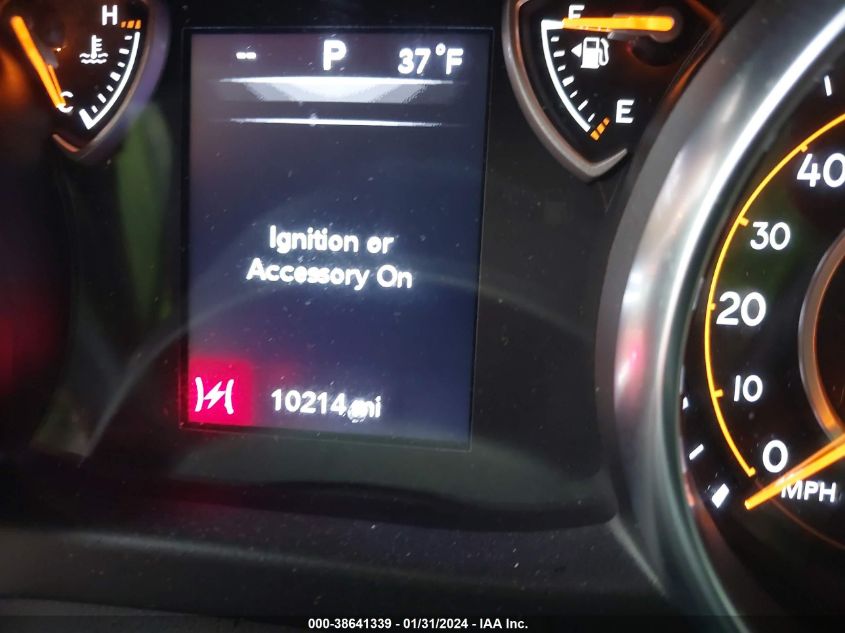 H
C
-- P 37°F
F
E
Ignition or
Accessory On
10214 mi
40
30
20
10
0
MPH
000-38641339 - 01/31/2024 - IAA Inc.